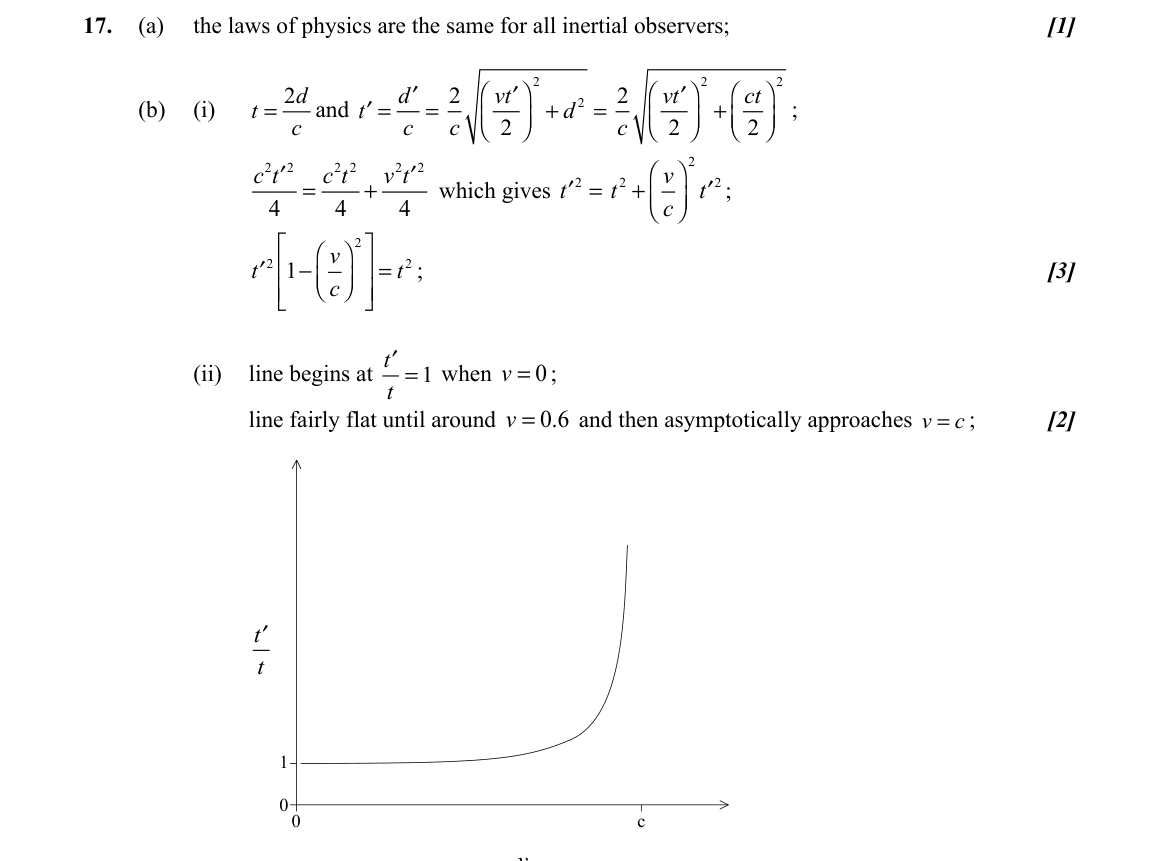 17. (a) the laws of physics are the same for all inertial observers; [1]
(b) (i) t = 2d/c and t′ = d′/c = 2/c √((vt′/2)² + d²) = 2/c √((vt′/2)² + (ct/2)²) ;
c²t′²/4 = c²t²/4 + v²t′²/4 which gives t′² = t² + (v/c)² t′² ;
t′² [1 − (v/c)²] = t² ; [3]
(ii) line begins at t′/t = 1 when v = 0 ;
line fairly flat until around v = 0.6 and then asymptotically approaches v = c ; [2]
t′/t
1
0
0 c